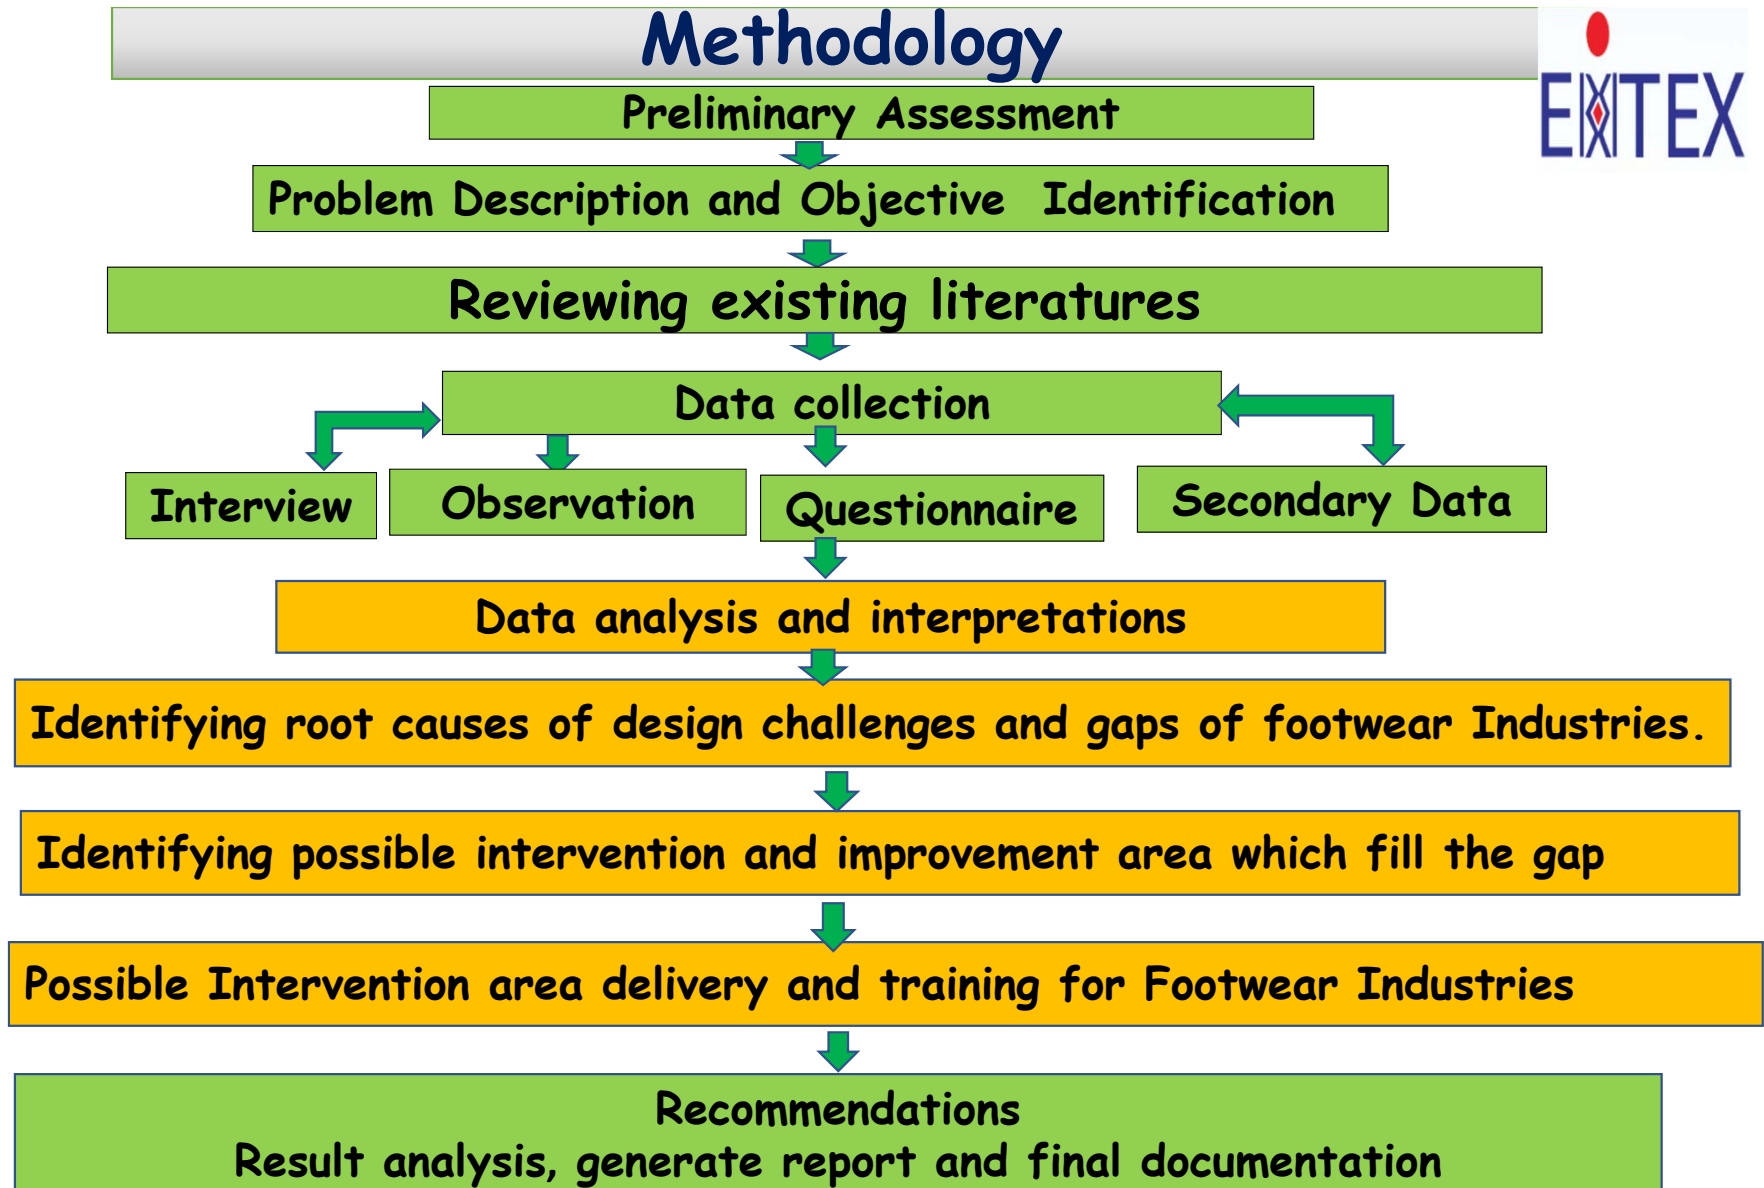 Methodology
EiTEX
Preliminary Assessment
Problem Description and Objective Identification
Reviewing existing literatures
Data collection
Interview
Observation
Questionnaire
Secondary Data
Data analysis and interpretations
Identifying root causes of design challenges and gaps of footwear Industries.
Identifying possible intervention and improvement area which fill the gap
Possible Intervention area delivery and training for Footwear Industries
Recommendations
Result analysis, generate report and final documentation